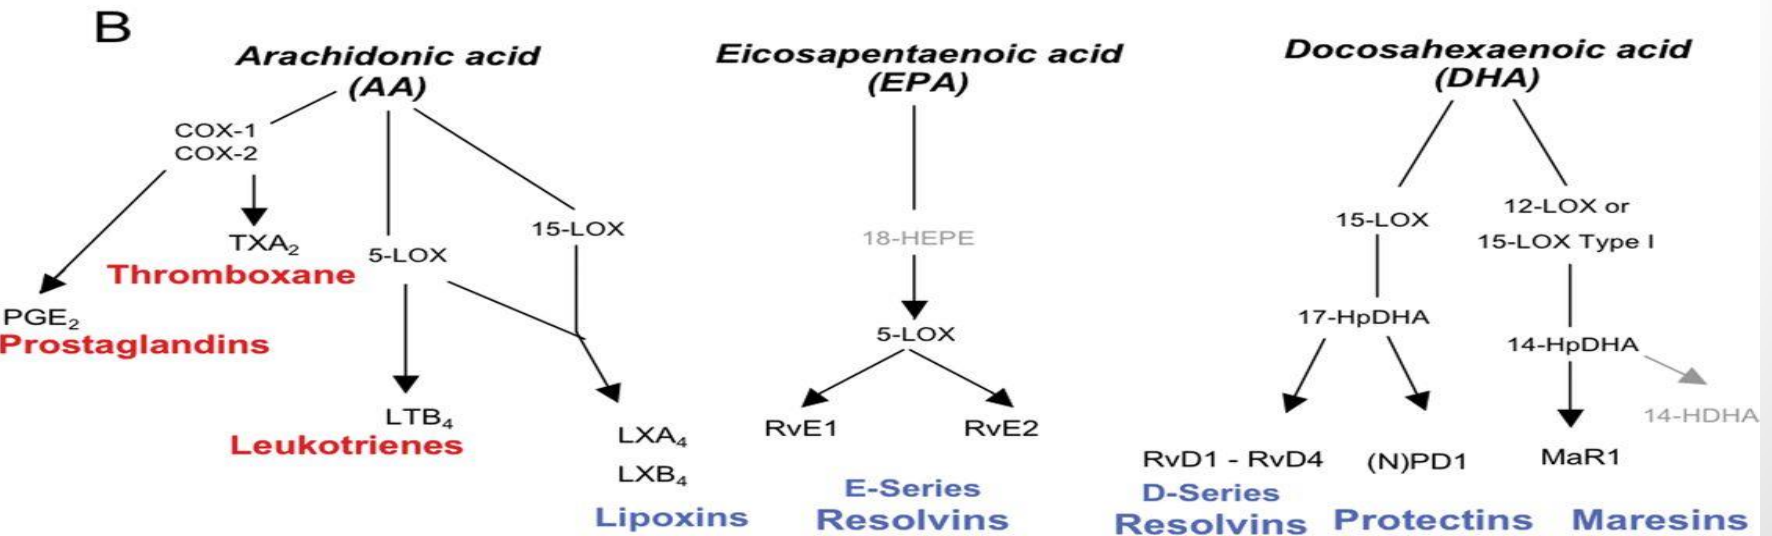 B
Arachidonic acid
(AA)
COX-1
COX-2
TXA₂
Thromboxane
PGE₂
Prostaglandins
5-LOX
15-LOX
LTB₄
Leukotrienes
LXA₄
LXB₄
Lipoxins
Eicosapentaenoic acid
(EPA)
18-HEPE
5-LOX
RvE1
RvE2
E-Series
Resolvins
Docosahexaenoic acid
(DHA)
15-LOX
12-LOX or
15-LOX Type I
17-HpDHA
14-HpDHA
14-HDHA
RvD1 - RvD4
D-Series
Resolvins
(N)PD1
Protectins
MaR1
Maresins